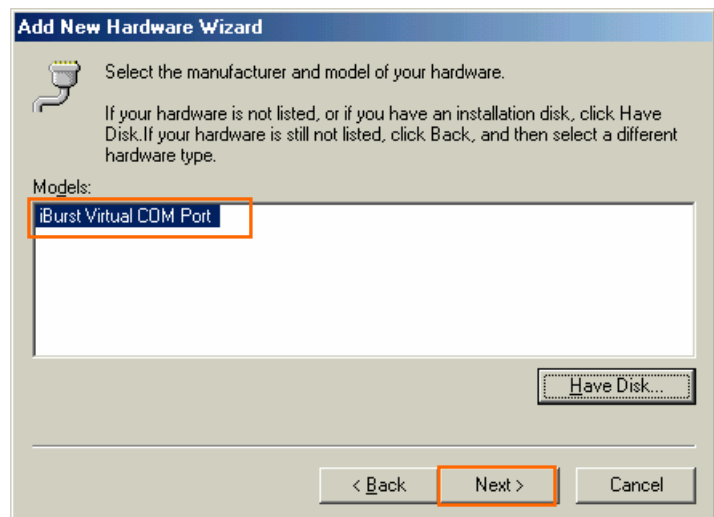 Add New Hardware Wizard
Select the manufacturer and model of your hardware.
If your hardware is not listed, or if you have an installation disk, click Have
Disk.If your hardware is still not listed, click Back, and then select a different
hardware type.
Models:
iBurst Virtual COM Port
Have Disk...
< Back Next > Cancel